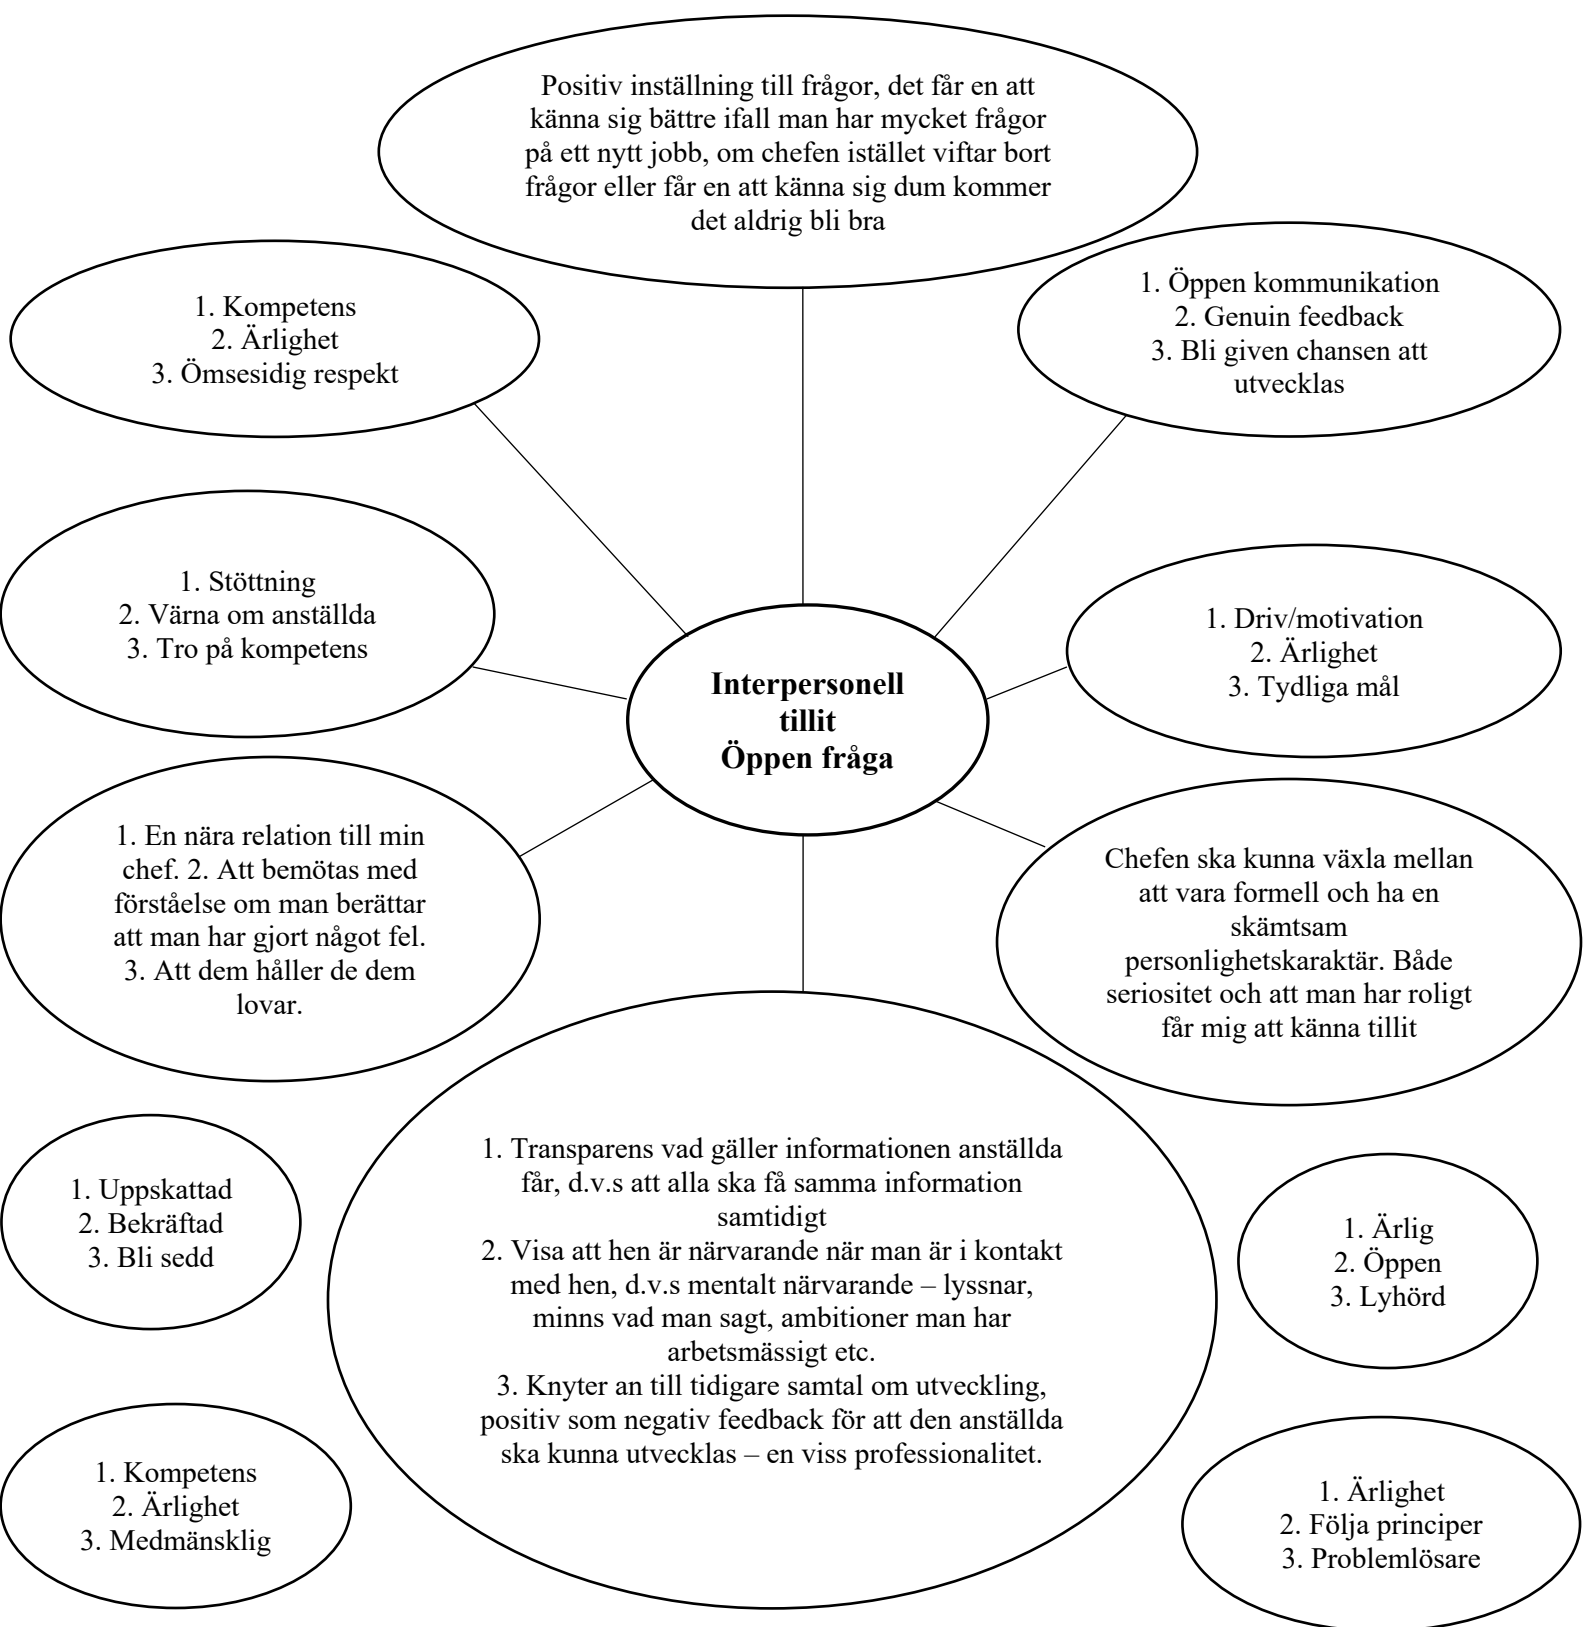 Positiv inställning till frågor, det får en att
känna sig bättre ifall man har mycket frågor
på ett nytt jobb, om chefen istället viftar bort
frågor eller får en att känna sig dum kommer
det aldrig bli bra
1. Kompetens
2. Ärlighet
3. Ömsesidig respekt
1. Öppen kommunikation
2. Genuin feedback
3. Bli given chansen att
utvecklas
1. Stöttning
2. Värna om anställda
3. Tro på kompetens
1. Driv/motivation
2. Ärlighet
3. Tydliga mål
Interpersonell
tillit
Öppen fråga
1. En nära relation till min
chef. 2. Att bemötas med
förståelse om man berättar
att man har gjort något fel.
3. Att dem håller de dem
lovar.
Chefen ska kunna växla mellan
att vara formell och ha en
skämtsam
personlighetskaraktär. Både
seriositet och att man har roligt
får mig att känna tillit
1. Transparens vad gäller informationen anställda
får, d.v.s att alla ska få samma information
samtidigt
2. Visa att hen är närvarande när man är i kontakt
med hen, d.v.s mentalt närvarande – lyssnar,
minns vad man sagt, ambitioner man har
arbetsmässigt etc.
3. Knyter an till tidigare samtal om utveckling,
positiv som negativ feedback för att den anställda
ska kunna utvecklas – en viss professionalitet.
1. Uppskattad
2. Bekräftad
3. Bli sedd
1. Ärlig
2. Öppen
3. Lyhörd
1. Kompetens
2. Ärlighet
3. Medmänsklig
1. Ärlighet
2. Följa principer
3. Problemlösare